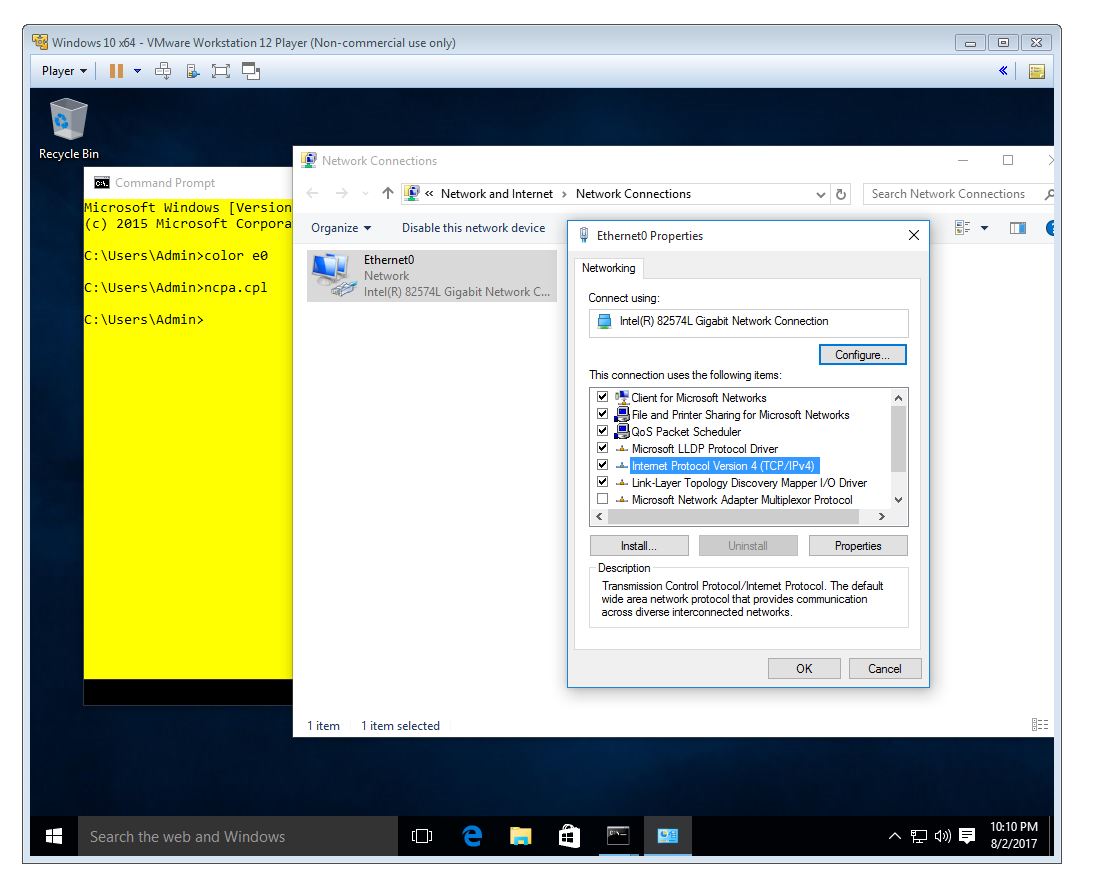 Windows 10 x64 - VMware Workstation 12 Player (Non-commercial use only)
Player
Recycle Bin
Command Prompt
Microsoft Windows [Version
(c) 2015 Microsoft Corpora
C:\Users\Admin>color e0
C:\Users\Admin>ncpa.cpl
C:\Users\Admin>
Network Connections
« Network and Internet > Network Connections
Search Network Connections
Organize
Disable this network device
Ethernet0
Network
Intel(R) 82574L Gigabit Network C...
Ethernet0 Properties
Networking
Connect using:
Intel(R) 82574L Gigabit Network Connection
Configure...
This connection uses the following items:
Client for Microsoft Networks
File and Printer Sharing for Microsoft Networks
QoS Packet Scheduler
Microsoft LLDP Protocol Driver
Internet Protocol Version 4 (TCP/IPv4)
Link-Layer Topology Discovery Mapper I/O Driver
Microsoft Network Adapter Multiplexor Protocol
Install...
Uninstall
Properties
Description
Transmission Control Protocol/Internet Protocol. The default
wide area network protocol that provides communication
across diverse interconnected networks.
OK
Cancel
1 item
1 item selected
Search the web and Windows
10:10 PM
8/2/2017